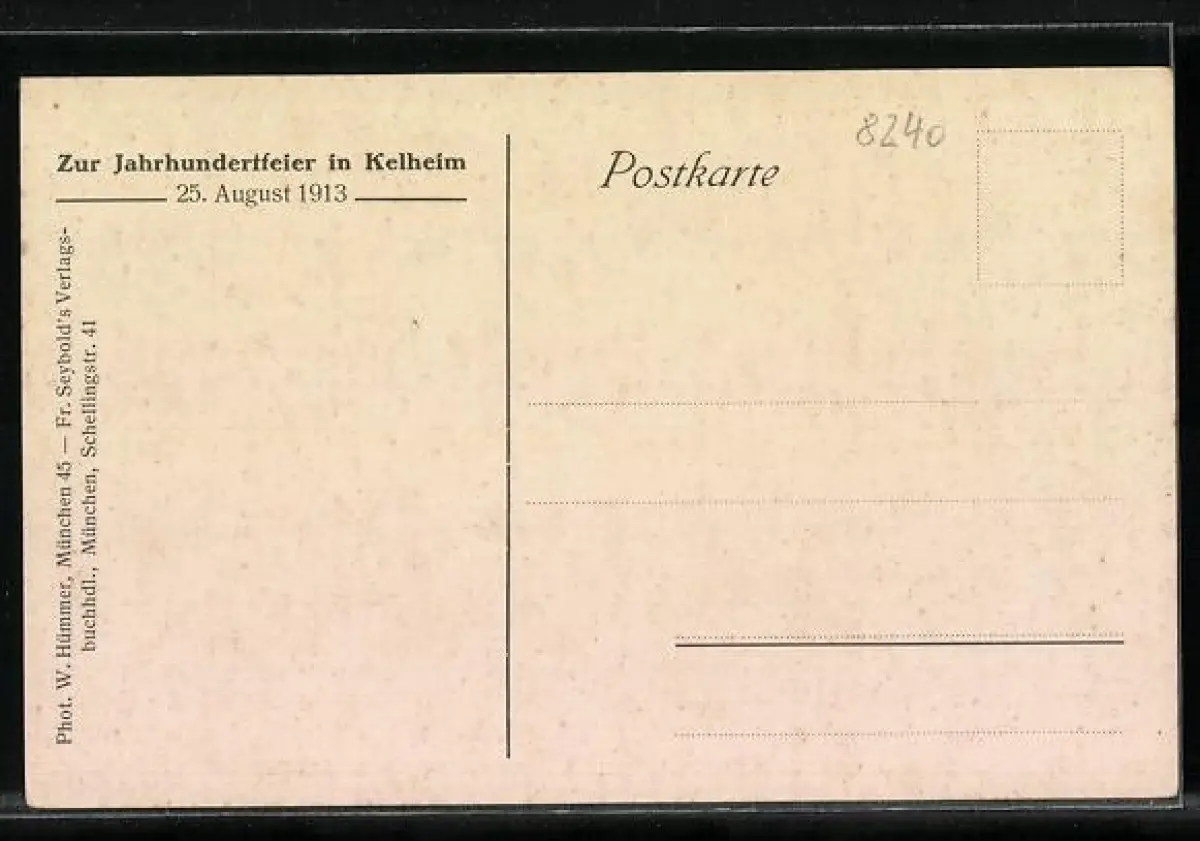 Zur Jahrhundertfeier in Kelheim
25. August 1913
Phot. W. Hümmer, München 45 — Fr. Seybold's Verlags-
buchhdl., München, Schellingstr. 41
Postkarte
8240